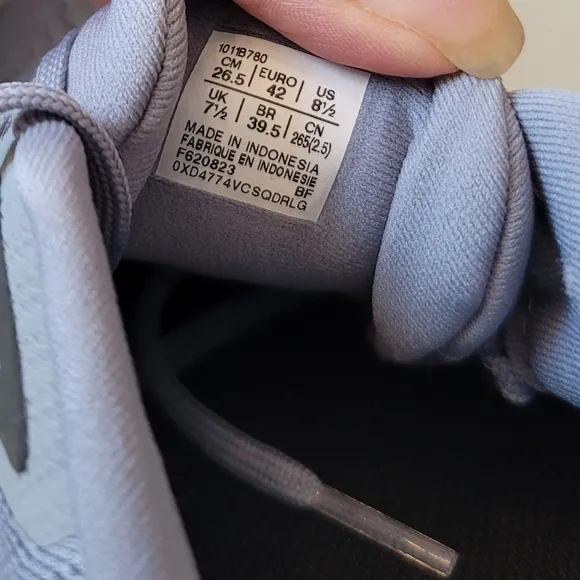 1011B780
CM 26.5 | EURO 42 | US 8½
UK 7½ | BR 39.5 | CN 265(2.5)
MADE IN INDONESIA
FABRIQUE EN INDONESIE
F620823 BF
0XD4774VCSQDRLG